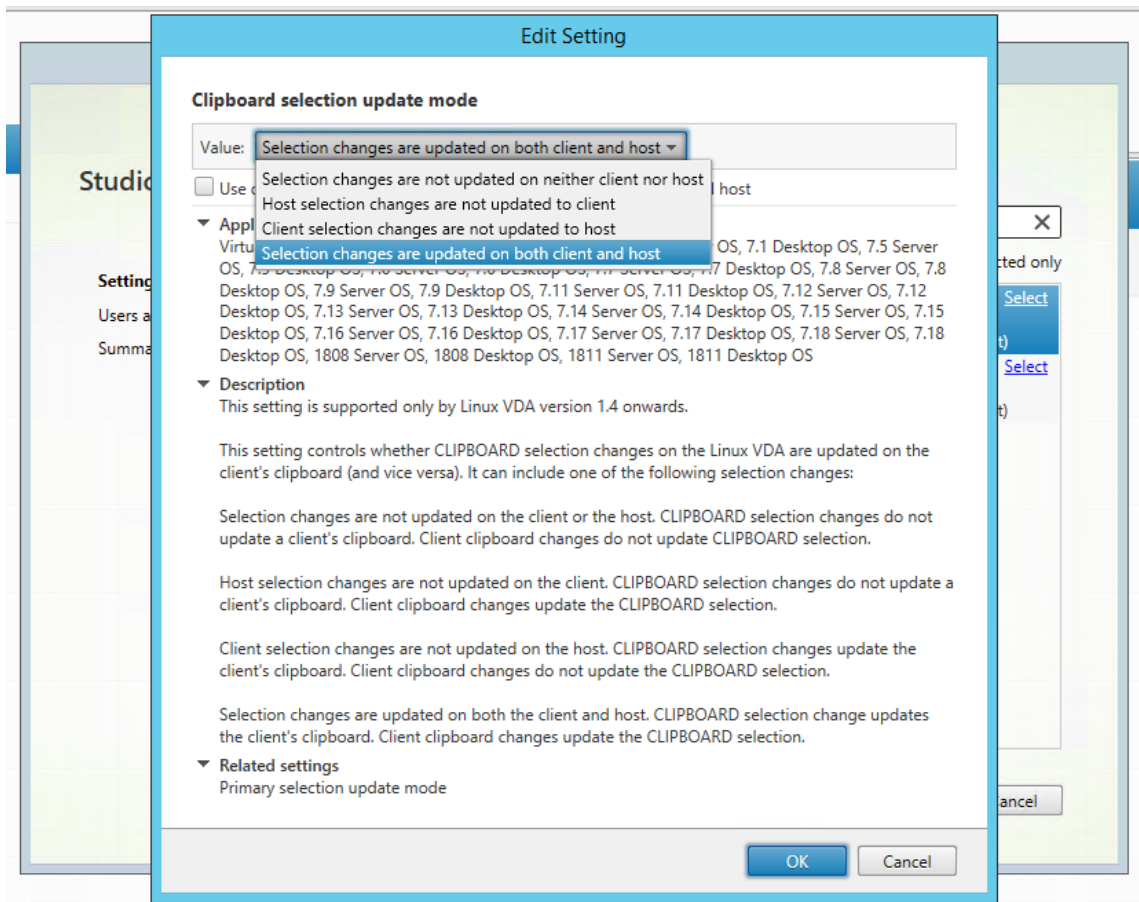 Edit Setting
Clipboard selection update mode
Value: Selection changes are updated on both client and host
Selection changes are not updated on neither client nor host
Host selection changes are not updated to client
Client selection changes are not updated to host
Selection changes are updated on both client and host
Use host
Studio
Setting
Users a
Summa
cted only
Select
t)
Select
t)
Appl
Virtu OS, 7.1 Desktop OS, 7.5 Server
OS, 7.7 Desktop OS, 7.8 Server OS, 7.8
Desktop OS, 7.9 Server OS, 7.9 Desktop OS, 7.11 Server OS, 7.11 Desktop OS, 7.12 Server OS, 7.12
Desktop OS, 7.13 Server OS, 7.13 Desktop OS, 7.14 Server OS, 7.14 Desktop OS, 7.15 Server OS, 7.15
Desktop OS, 7.16 Server OS, 7.16 Desktop OS, 7.17 Server OS, 7.17 Desktop OS, 7.18 Server OS, 7.18
Desktop OS, 1808 Server OS, 1808 Desktop OS, 1811 Server OS, 1811 Desktop OS
Description
This setting is supported only by Linux VDA version 1.4 onwards.
This setting controls whether CLIPBOARD selection changes on the Linux VDA are updated on the
client's clipboard (and vice versa). It can include one of the following selection changes:
Selection changes are not updated on the client or the host. CLIPBOARD selection changes do not
update a client's clipboard. Client clipboard changes do not update CLIPBOARD selection.
Host selection changes are not updated on the client. CLIPBOARD selection changes do not update a
client's clipboard. Client clipboard changes update the CLIPBOARD selection.
Client selection changes are not updated on the host. CLIPBOARD selection changes update the
client's clipboard. Client clipboard changes do not update the CLIPBOARD selection.
Selection changes are updated on both the client and host. CLIPBOARD selection change updates
the client's clipboard. Client clipboard changes update the CLIPBOARD selection.
Related settings
Primary selection update mode
ancel
OK
Cancel